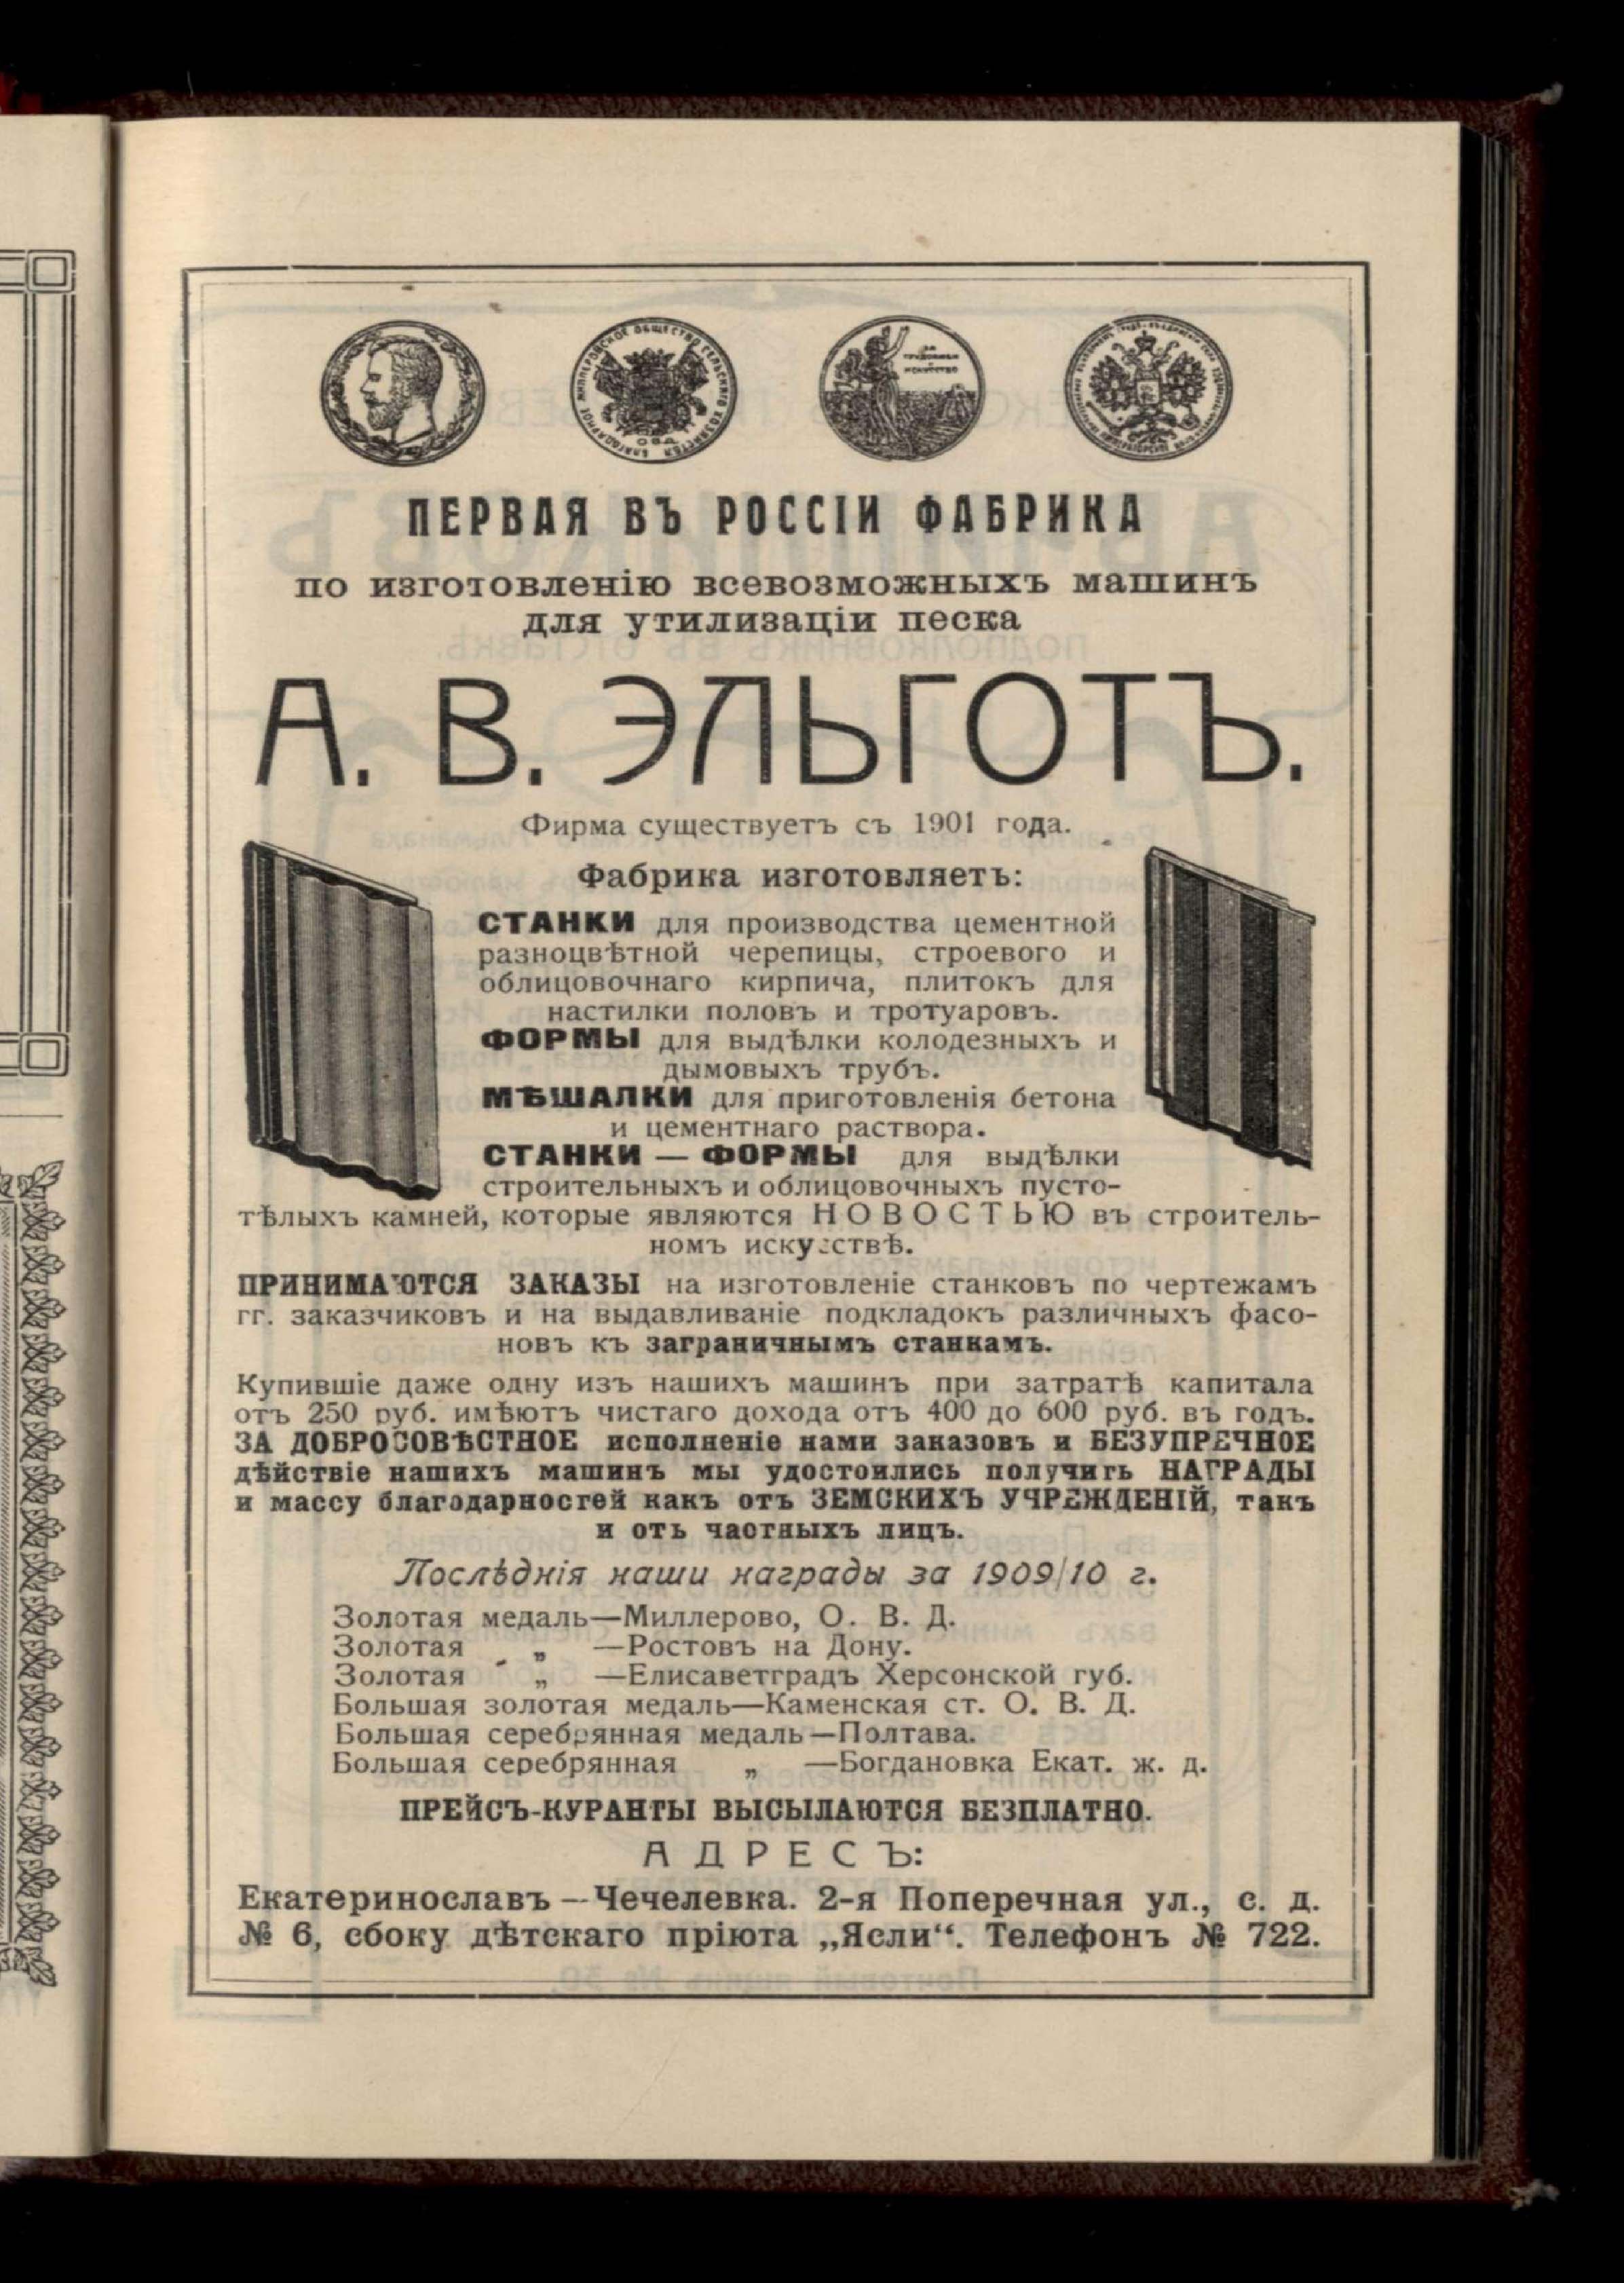 БЛАГОДАРНОЕ МИЛЛЕРОВСКОЕ ОБЩЕСТВО СЕЛЬСКАГО ХОЗЯЙСТВА
ОВД
ЗА
ТРУДОЛЮБІЕ
И
ИСКУССТВО
ПЕРВАЯ ВЪ РОССІИ ФАБРИКА
по изготовленію всевозможныхъ машинъ
для утилизаціи песка
А. В. ЭЛЬГОТЪ.
Фирма существуетъ съ 1901 года.
Фабрика изготовляетъ:
СТАНКИ для производства цементной
разноцвѣтной черепицы, строевого и
облицовочнаго кирпича, плитокъ для
настилки половъ и тротуаровъ.
ФОРМЫ для выдѣлки колодезныхъ и
дымовыхъ трубъ.
МѢШАЛКИ для приготовленія бетона
и цементнаго раствора.
СТАНКИ — ФОРМЫ для выдѣлки
строительныхъ и облицовочныхъ пусто-
тѣлыхъ камней, которые являются НОВОСТЬЮ въ строитель-
номъ искусствѣ.
ПРИНИМАЮТСЯ ЗАКАЗЫ на изготовленіе станковъ по чертежамъ
гг. заказчиковъ и на выдавливаніе подкладокъ различныхъ фасо-
новъ къ заграничнымъ станкамъ.
Купившіе даже одну изъ нашихъ машинъ при затратѣ капитала
отъ 250 руб. имѣютъ чистаго дохода отъ 400 до 600 руб. въ годъ.
ЗА ДОБРОСОВѢСТНОЕ исполненіе нами заказовъ и БЕЗУПРЕЧНОЕ
дѣйствіе нашихъ машинъ мы удостоились получить НАГРАДЫ
и массу благодарностей какъ отъ ЗЕМСКИХЪ УЧРЕЖДЕНІЙ, такъ
и отъ частныхъ лицъ.
Послѣднія наши награды за 1909/10 г.
Золотая медаль—Миллерово, О. В. Д.
Золотая „ —Ростовъ на Дону.
Золотая „ —Елисаветградъ Херсонской губ.
Большая золотая медаль—Каменская ст. О. В. Д.
Большая серебрянная медаль—Полтава.
Большая серебрянная „ —Богдановка Екат. ж. д.
ПРЕЙСЪ-КУРАНТЫ ВЫСЫЛАЮТСЯ БЕЗПЛАТНО.
АДРЕСЪ:
Екатеринославъ — Чечелевка. 2-я Поперечная ул., с. д.
№ 6, сбоку дѣтскаго пріюта „Ясли“. Телефонъ № 722.